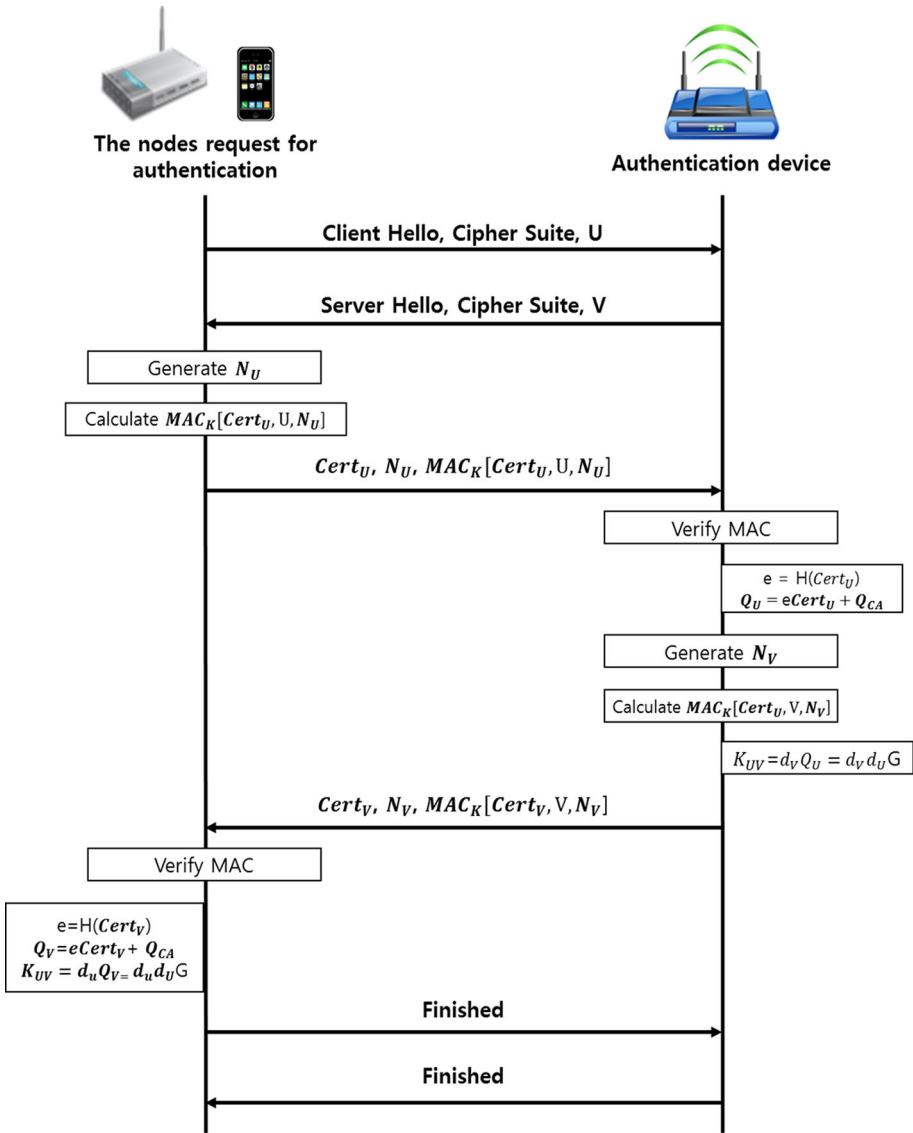 The nodes request for
authentication
Authentication device
Client Hello, Cipher Suite, U
Server Hello, Cipher Suite, V
Generate N_U
Calculate MAC_K[Cert_U, U, N_U]
Cert_U, N_U, MAC_K[Cert_U, U, N_U]
Verify MAC
e = H(Cert_U)
Q_U = eCert_U + Q_CA
Generate N_V
Calculate MAC_K[Cert_U, V, N_V]
K_UV=d_V Q_U = d_V d_U G
Cert_V, N_V, MAC_K[Cert_V, V, N_V]
Verify MAC
e=H(Cert_V)
Q_V=eCert_V+ Q_CA
K_UV = d_u Q_V= d_u d_U G
Finished
Finished